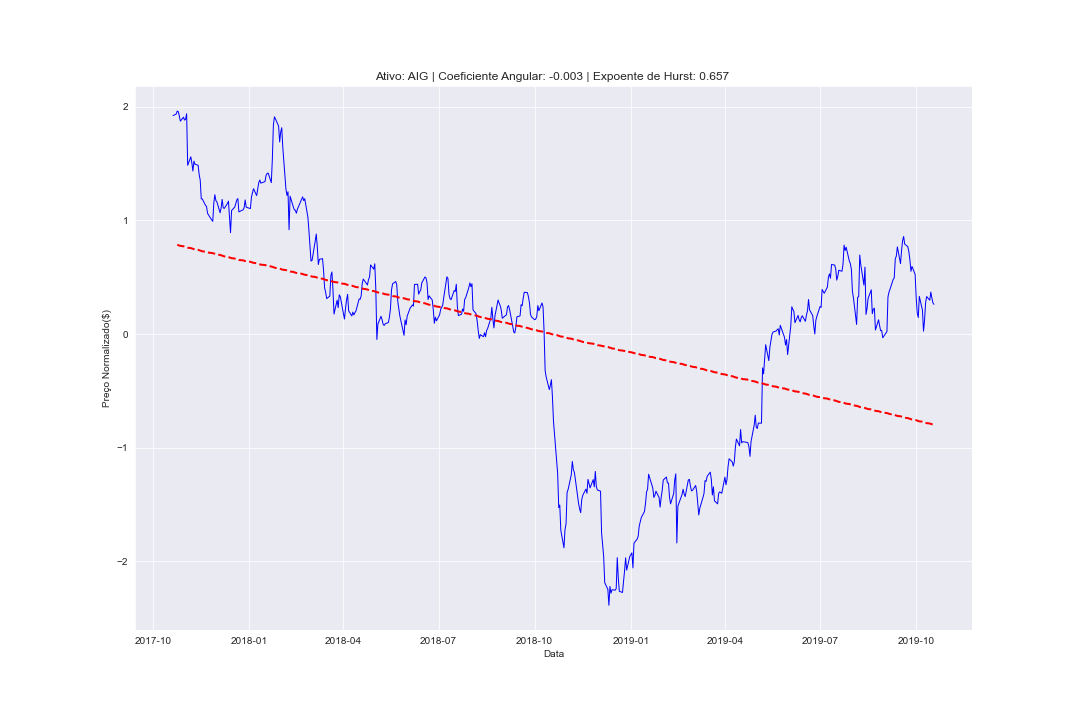 Ativo: AIG | Coeficiente Angular: -0.003 | Expoente de Hurst: 0.657
Preço Normalizado($)
2
1
0
−1
−2
2017-10 2018-01 2018-04 2018-07 2018-10 2019-01 2019-04 2019-07 2019-10
Data